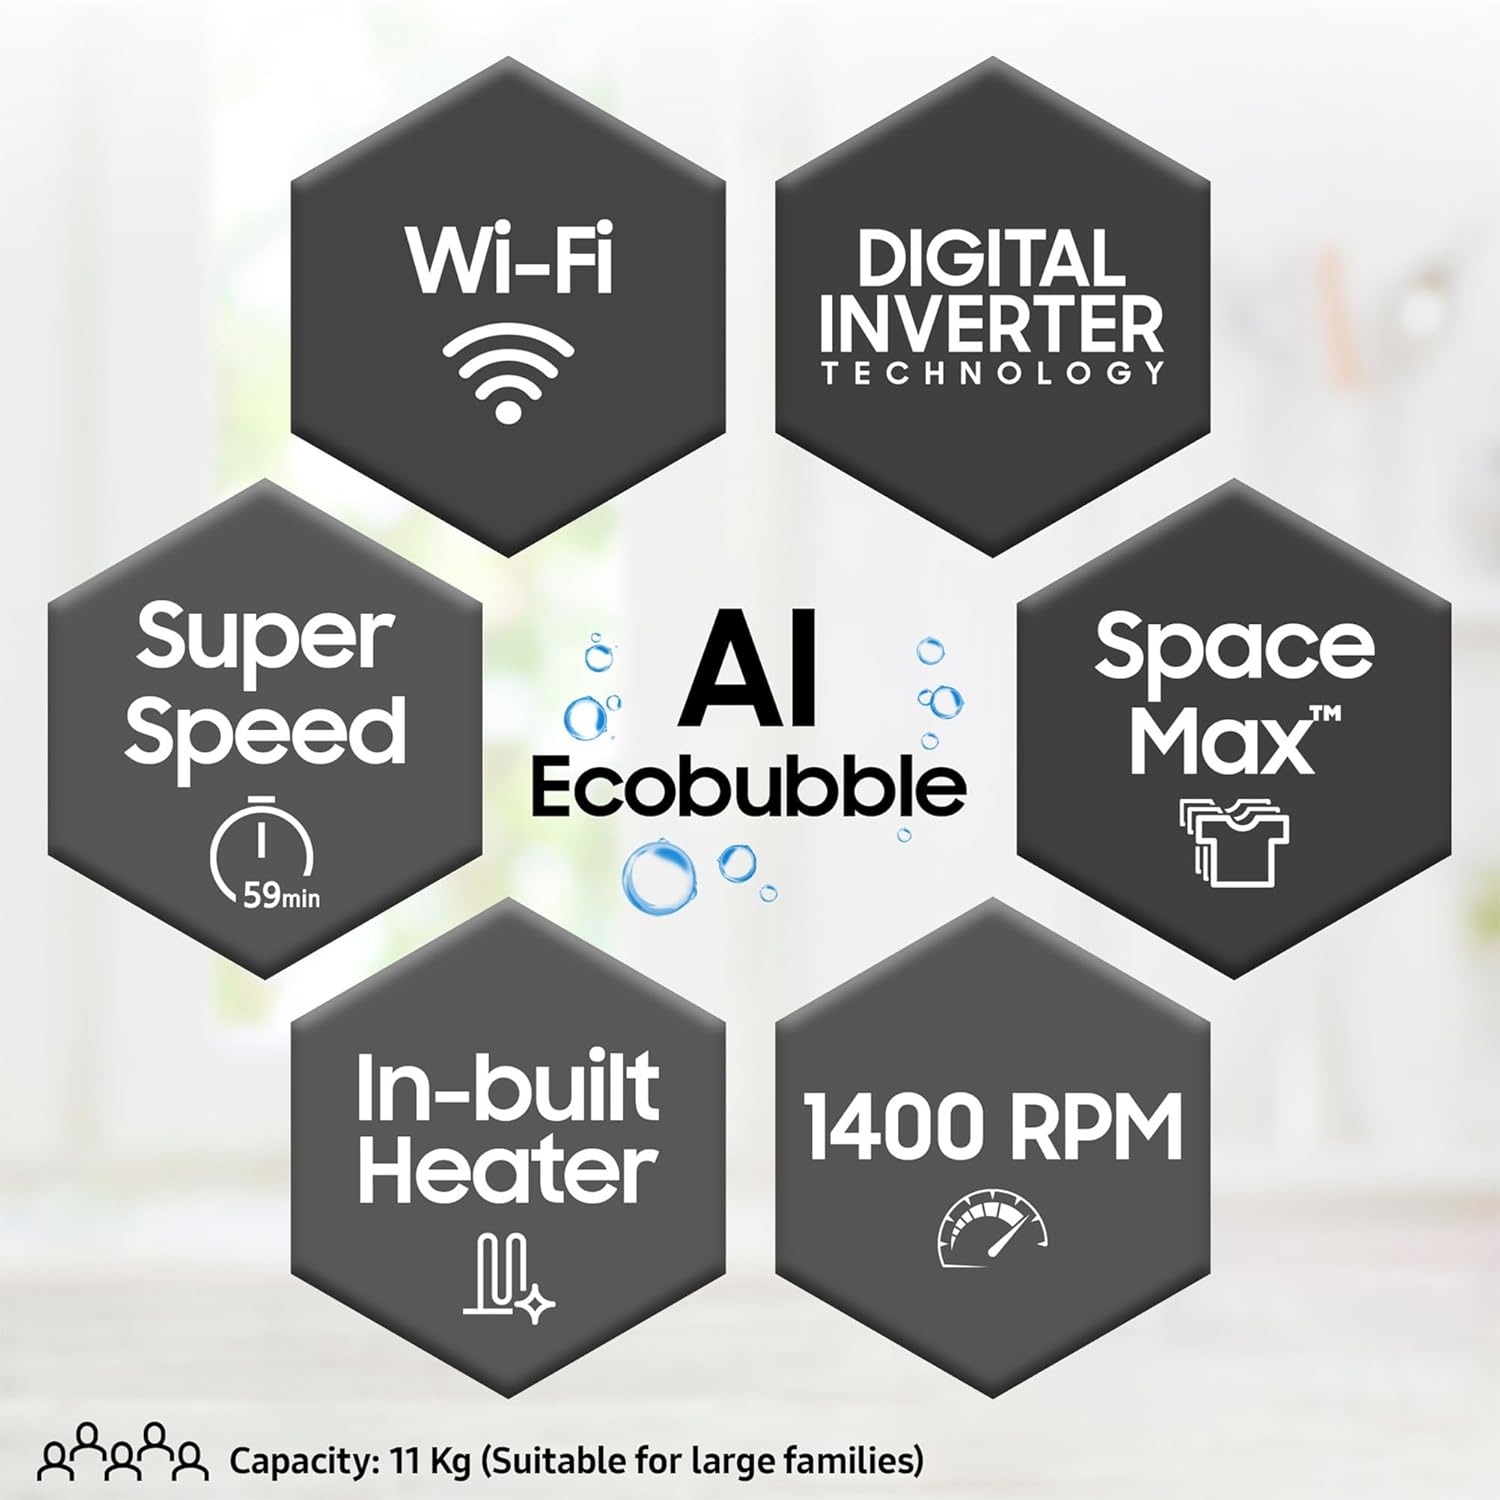 Wi-Fi
DIGITAL
INVERTER
TECHNOLOGY
Super
Speed
59min
AI
Ecobubble
Space
Max™
In-built
Heater
1400 RPM
Capacity: 11 Kg (Suitable for large families)